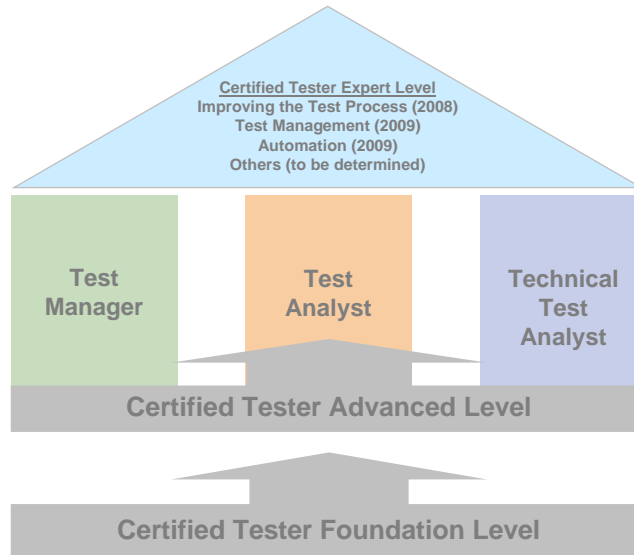 Certified Tester Expert Level
Improving the Test Process (2008)
Test Management (2009)
Automation (2009)
Others (to be determined)
Test
Manager
Test
Analyst
Technical
Test
Analyst
Certified Tester Advanced Level
Certified Tester Foundation Level